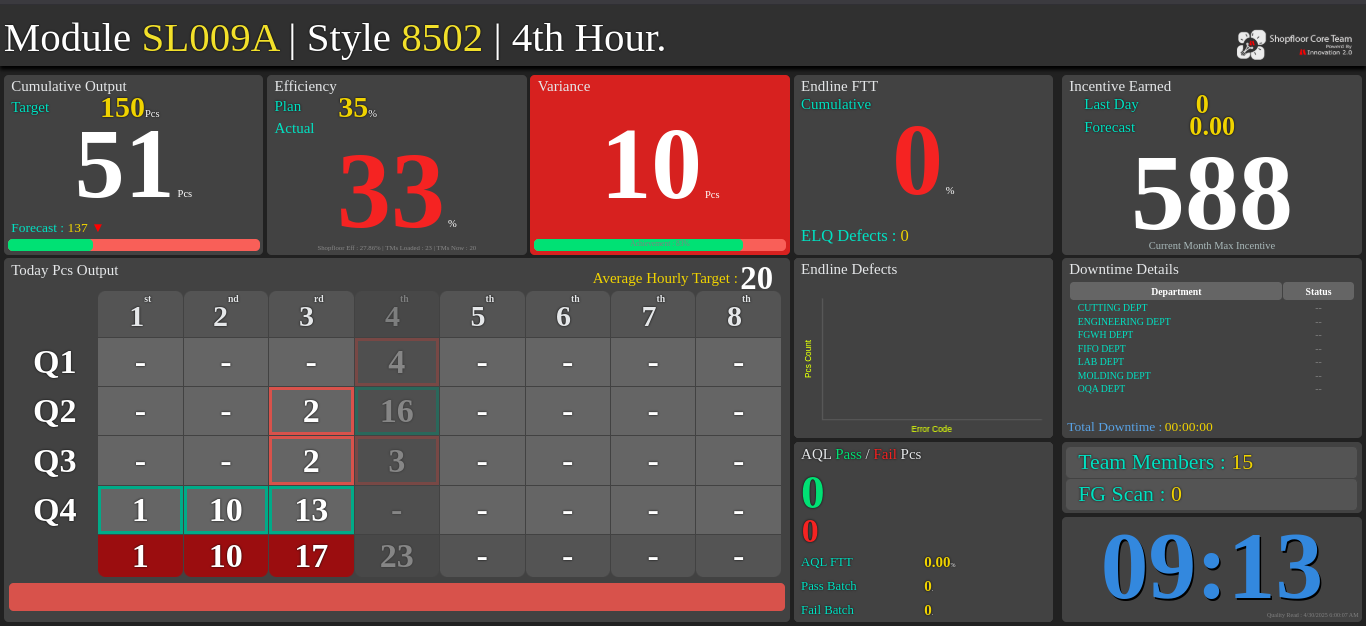 Module SL009A | Style 8502 | 4th Hour.
Shopfloor Core Team
Powered By
Innovation 2.0
Cumulative Output
Target 150 Pcs
51 Pcs
Forecast : 137
Efficiency
Plan 35 %
Actual
33 %
Shopfloor Eff : 27.80% | TMs Loaded : 23 | TMs Now : 20
Variance
10 Pcs
Endline FTT
Cumulative
0 %
ELQ Defects : 0
Incentive Earned
Last Day 0
Forecast 0.00
588
Current Month Max Incentive
Today Pcs Output
Average Hourly Target : 20
1st 2nd 3rd 4th 5th 6th 7th 8th
Q1 - - - 4 - - - -
Q2 - - 2 16 - - - -
Q3 - - 2 3 - - - -
Q4 1 10 13 - - - - -
1 10 17 23 - - - -
Endline Defects
Pcs Count
Error Code
Downtime Details
Department Status
CUTTING DEPT --
ENGINEERING DEPT --
FGWH DEPT --
FIFO DEPT --
LAB DEPT --
MOLDING DEPT --
OQA DEPT --
Total Downtime : 00:00:00
AQL Pass / Fail Pcs
0
0
AQL FTT 0.00%
Pass Batch 0
Fail Batch 0
Team Members : 15
FG Scan : 0
09:13